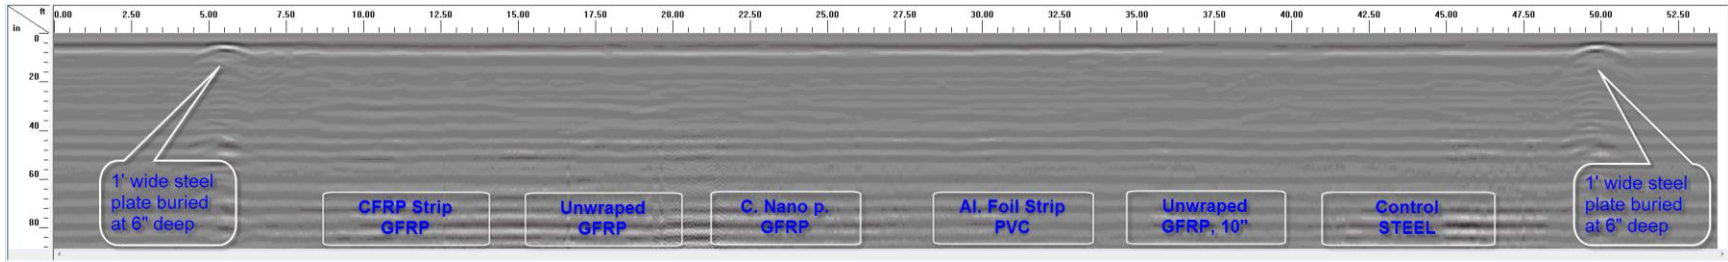 ft
0.00 2.50 5.00 7.50 10.00 12.50 15.00 17.50 20.00 22.50 25.00 27.50 30.00 32.50 35.00 37.50 40.00 42.50 45.00 47.50 50.00 52.50
in
0
20
40
60
80
1' wide steel
plate buried
at 6" deep
CFRP Strip
GFRP
Unwraped
GFRP
C. Nano p.
GFRP
Al. Foil Strip
PVC
Unwraped
GFRP, 10"
Control
STEEL
1' wide steel
plate buried
at 6" deep